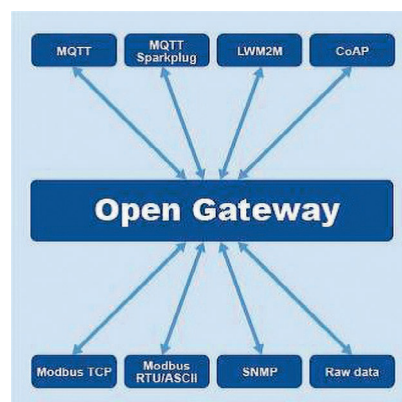 MQTT
MQTT
Sparkplug
LWM2M
CoAP
Open Gateway
Modbus TCP
Modbus
RTU/ASCII
SNMP
Raw data